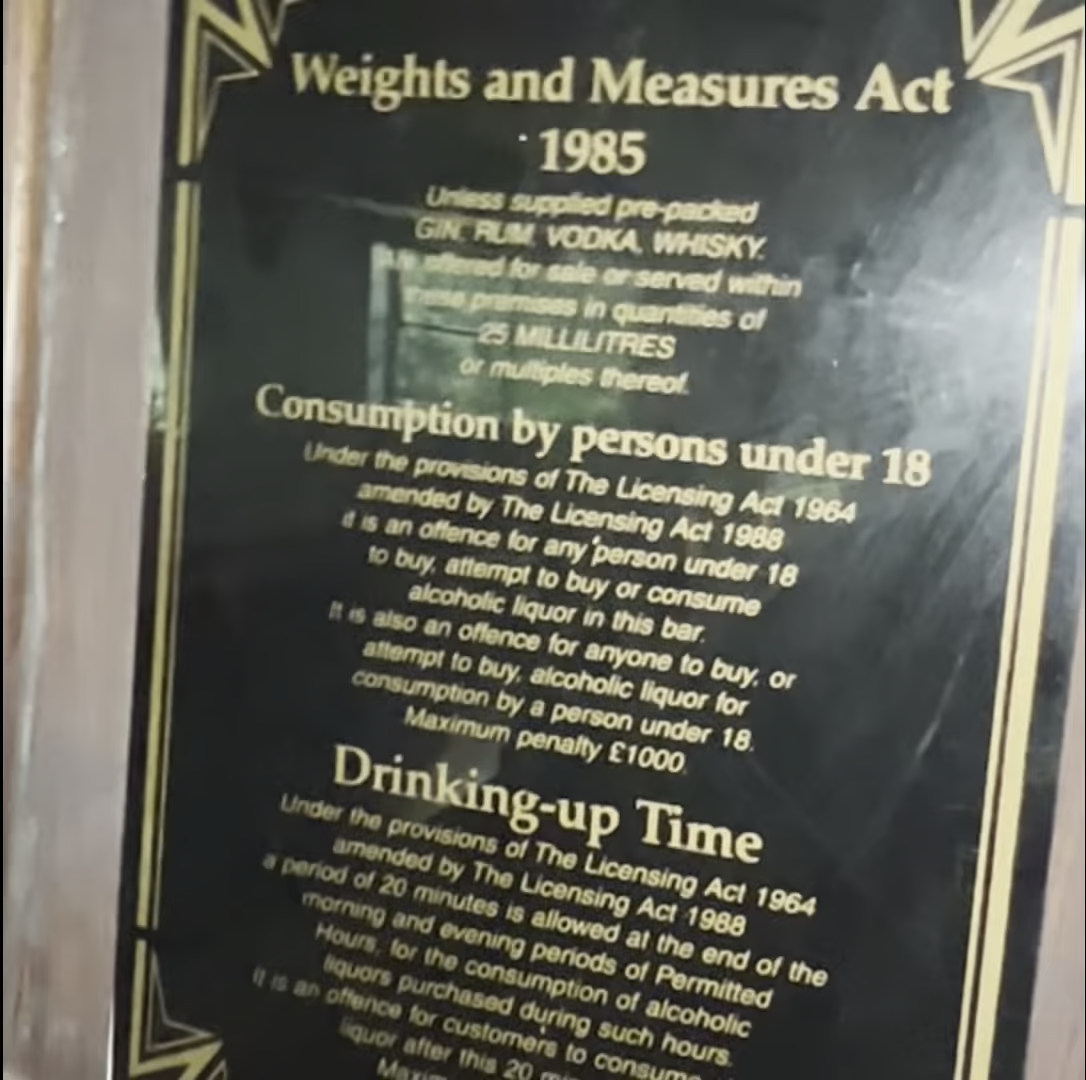 Weights and Measures Act
1985
Unless supplied pre-packed
GIN, RUM, VODKA, WHISKY.
are offered for sale or served within
these premises in quantities of
25 MILLILITRES
or multiples thereof.
Consumption by persons under 18
Under the provisions of The Licensing Act 1964
amended by The Licensing Act 1988
it is an offence for any person under 18
to buy, attempt to buy or consume
alcoholic liquor in this bar.
It is also an offence for anyone to buy, or
attempt to buy, alcoholic liquor for
consumption by a person under 18.
Maximum penalty £1000.
Drinking-up Time
Under the provisions of The Licensing Act 1964
amended by The Licensing Act 1988
a period of 20 minutes is allowed at the end of the
morning and evening periods of Permitted
Hours, for the consumption of alcoholic
liquors purchased during such hours.
It is an offence for customers to consume
liquor after this 20